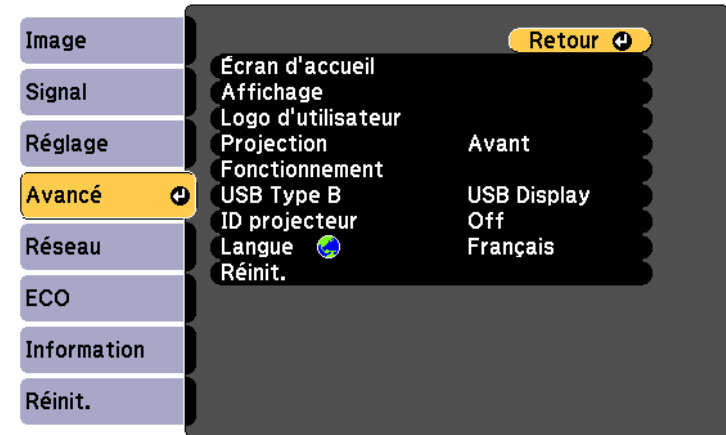 Image
Signal
Réglage
Avancé
Réseau
ECO
Information
Réinit.
Retour
Écran d'accueil
Affichage
Logo d'utilisateur
Projection Avant
Fonctionnement
USB Type B USB Display
ID projecteur Off
Langue Français
Réinit.